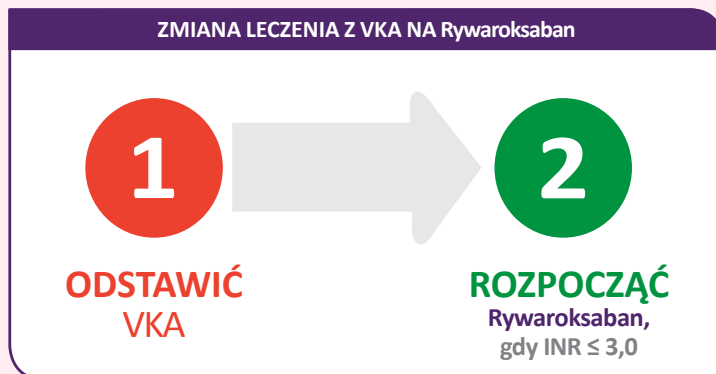 ZMIANA LECZENIA Z VKA NA Rywaroksaban
1
2
ODSTAWIĆ
VKA
ROZPOCZĄĆ
Rywaroksaban,
gdy INR ≤ 3,0